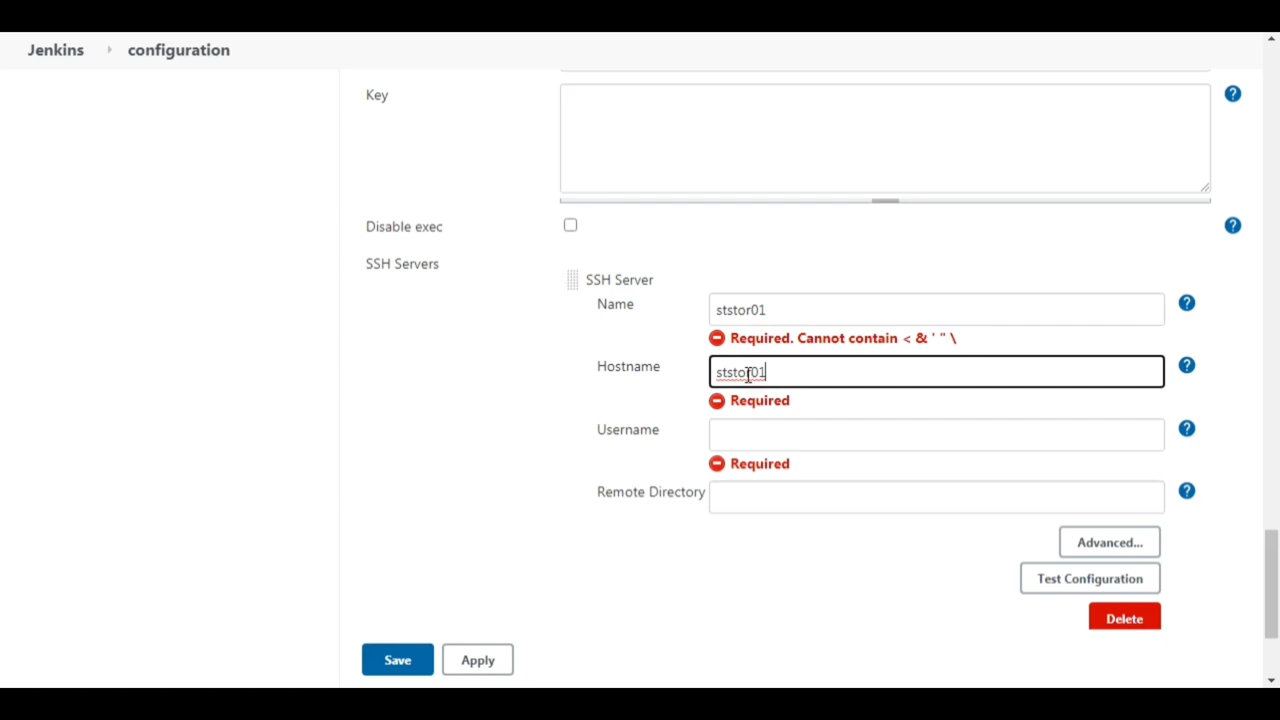 Jenkins configuration
Key
Disable exec
SSH Servers
SSH Server
Name ststor01
Required. Cannot contain < & ' " \
Hostname ststor01
Required
Username
Required
Remote Directory
Advanced...
Test Configuration
Delete
Save Apply